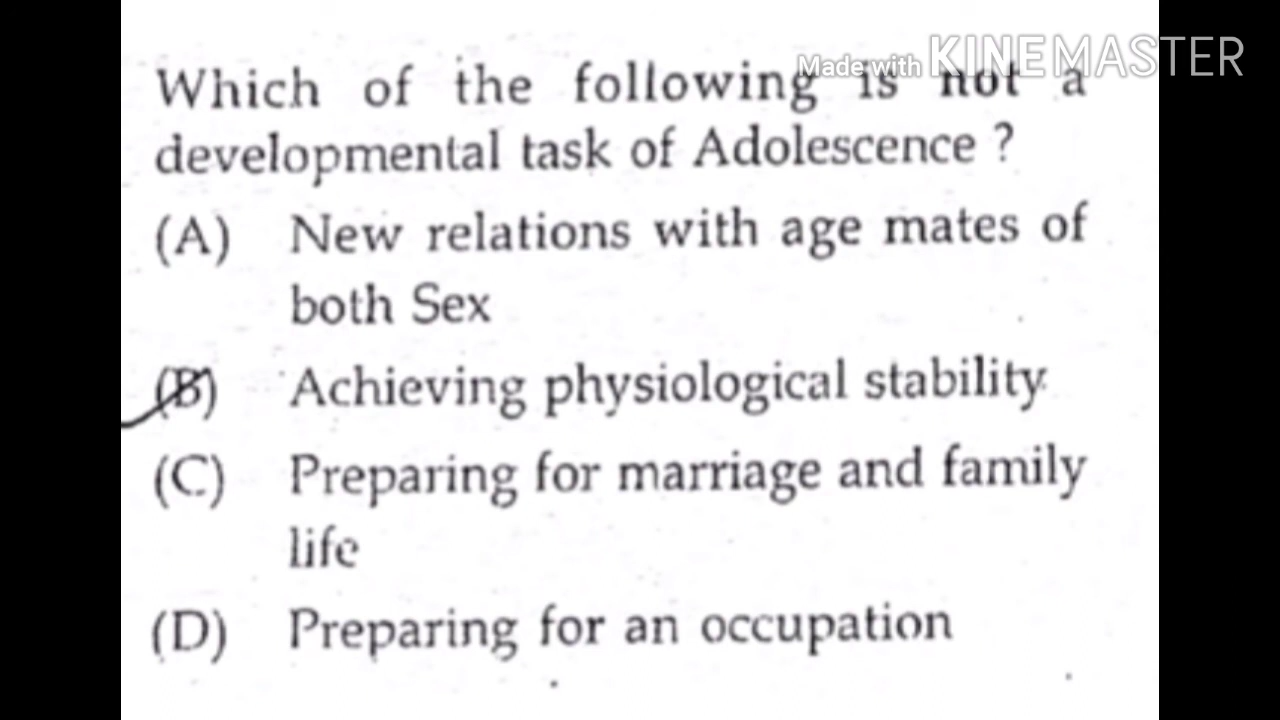 Made with KINEMASTER
Which of the following is not a
developmental task of Adolescence ?
(A) New relations with age mates of
both Sex
(B) Achieving physiological stability
(C) Preparing for marriage and family
life
(D) Preparing for an occupation